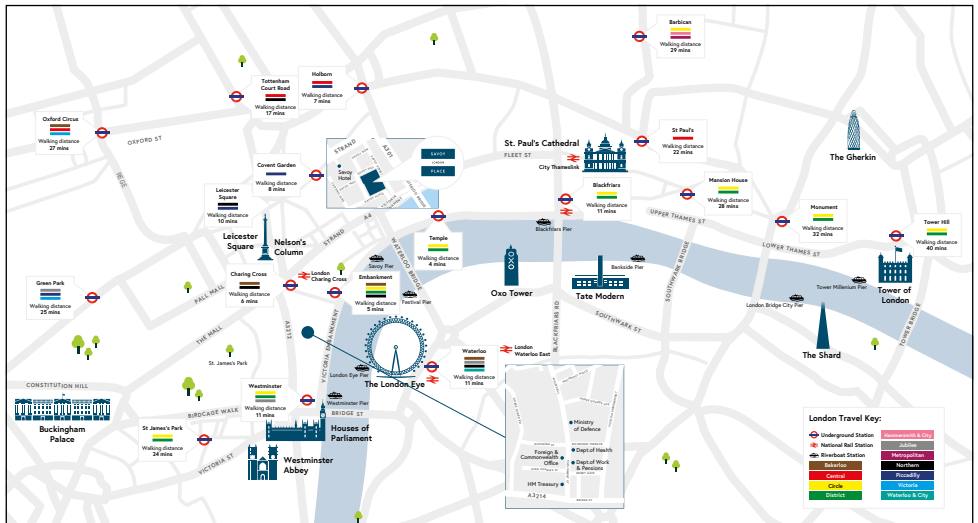 Barbican
Walking distance
29 mins
Holborn
Walking distance
7 mins
Tottenham
Court Road
Walking distance
17 mins
Oxford Circus
Walking distance
27 mins
OXFORD ST
REGE
STRAND
A301
Savoy
Hotel
SAVOY
LONDON
PLACE
St. Paul's Cathedral
FLEET ST
City Thameslink
St Paul's
Walking distance
22 mins
The Gherkin
Covent Garden
Walking distance
8 mins
Leicester
Square
Walking distance
10 mins
Blackfriars
Walking distance
11 mins
Mansion House
Walking distance
28 mins
Monument
Walking distance
32 mins
Tower Hill
Walking distance
40 mins
UPPER THAMES ST
LOWER THAMES ST
A4
STRAND
Blackfriars Pier
Leicester
Square
Nelson's
Column
Temple
Walking distance
4 mins
WATERLOO BRIDGE
Savoy Pier
Bankside Pier
SOUTHWARK BRIDGE
Charing Cross
Walking distance
6 mins
London
Charing Cross
Embankment
Walking distance
5 mins
Festival Pier
Oxo Tower
Tate Modern
Tower Millenium Pier
Tower of
London
London Bridge City Pier
Green Park
Walking distance
25 mins
PALL MALL
THE MALL
A3212
VICTORIA EMBANKMENT
BLACKFRIARS RD
SOUTHWARK ST
TOWER BRIDGE
The Shard
St. James's Park
London Eye Pier
The London Eye
Waterloo
Walking distance
11 mins
London
Waterloo East
CONSTITUTION HILL
Buckingham
Palace
BIRDCAGE WALK
Westminster
Walking distance
11 mins
Westminster Pier
BRIDGE ST
Houses of
Parliament
St James's Park
Walking distance
24 mins
VICTORIA ST
Westminster
Abbey
Ministry
of Defence
Foreign &
Commonwealth
Office
Dept of Health
Dept of Work
& Pensions
HM Treasury
A3214
London Travel Key:
Underground Station
National Rail Station
Riverboat Station
Bakerloo
Central
Circle
District
Hammersmith & City
Jubilee
Metropolitan
Northern
Piccadilly
Victoria
Waterloo & City